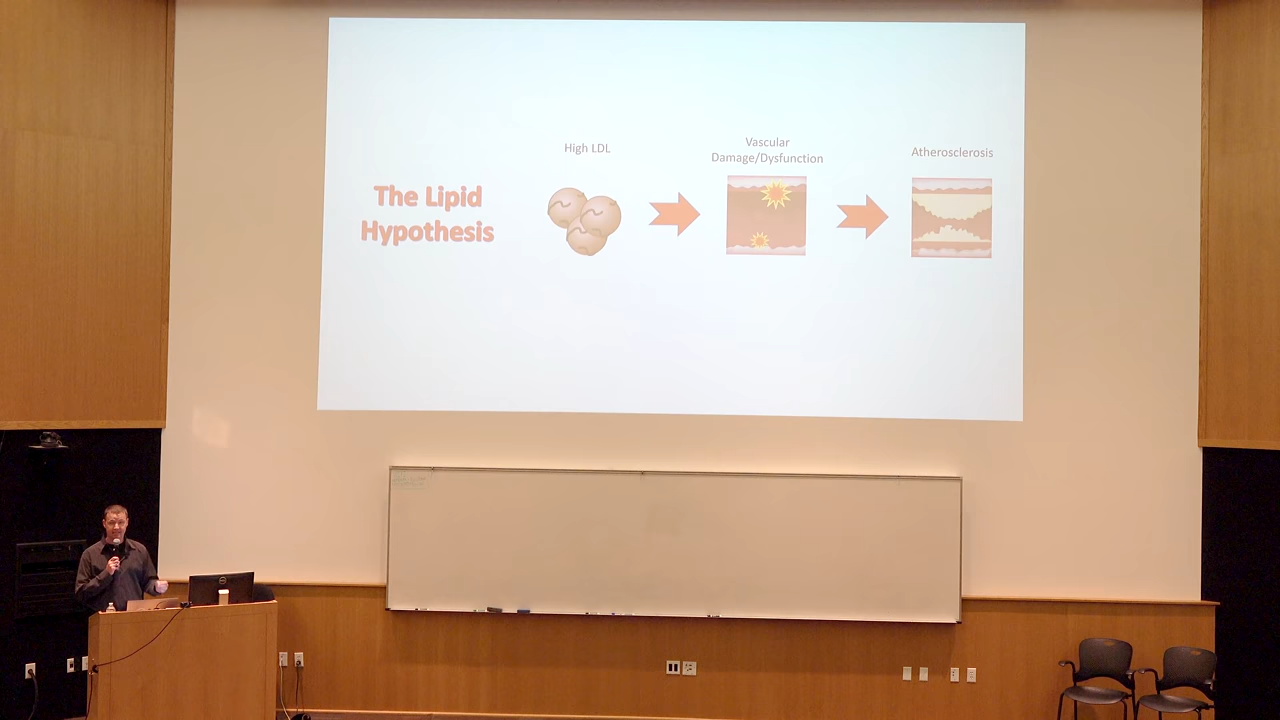 The Lipid
Hypothesis
High LDL
Vascular
Damage/Dysfunction
Atherosclerosis